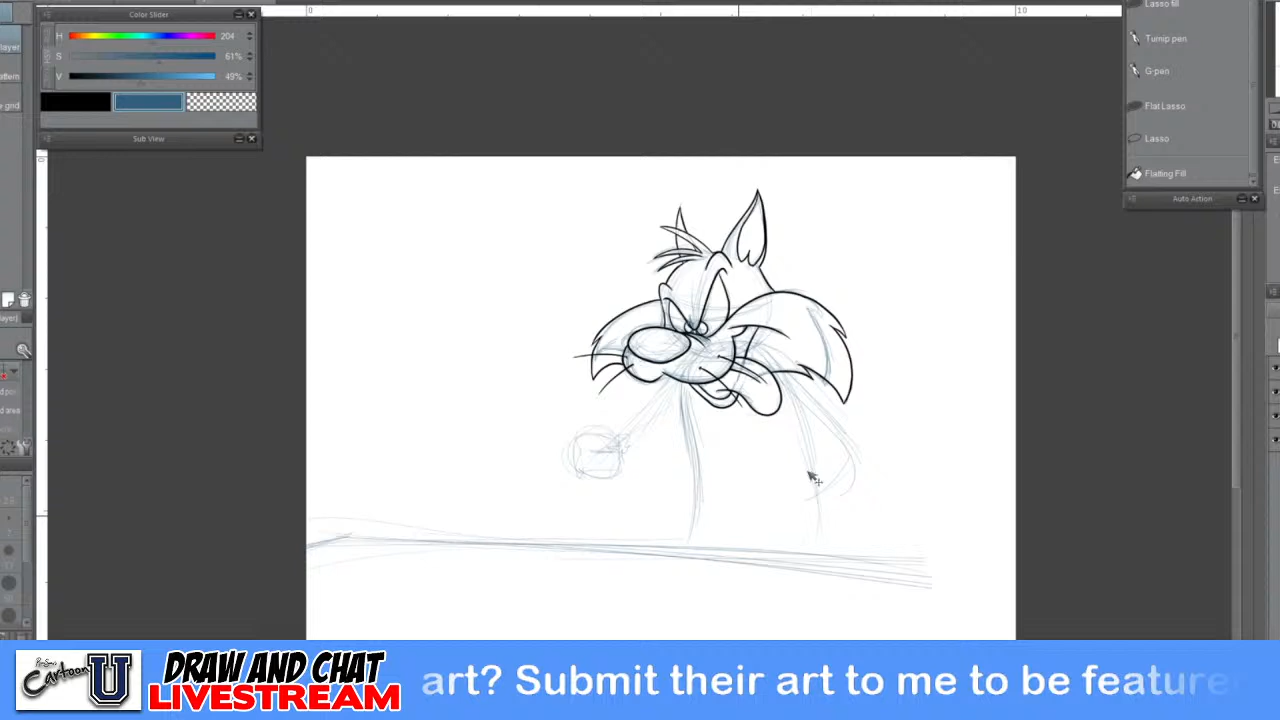 Color Slider
H 204
S 61%
V 49%
Sub View
0
10
Lasso fill
Turnip pen
G-pen
Flat Lasso
Lasso
Flatting Fill
Auto Action
Cartoon U
DRAW AND CHAT
LIVESTREAM
art? Submit their art to me to be feature